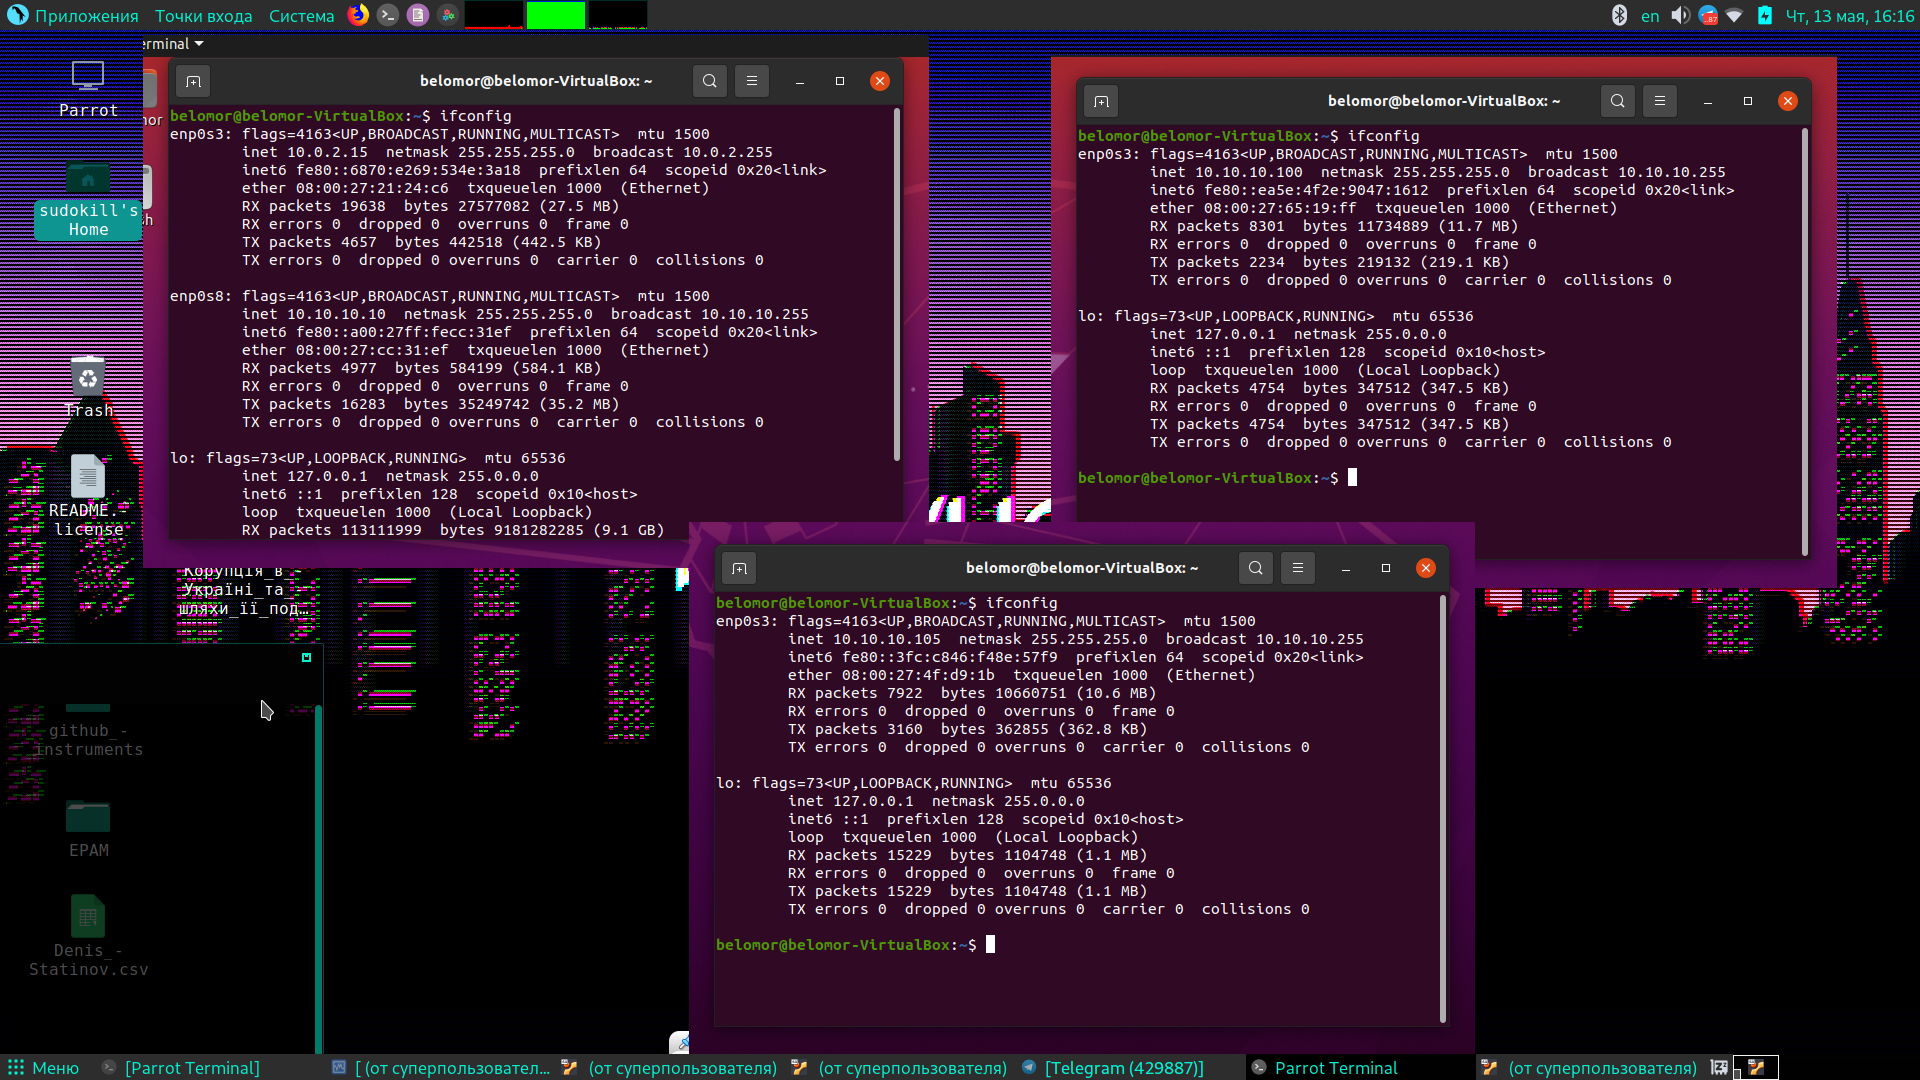 Приложения Точки входа Система
en .87 Чт, 13 мая, 16:16
erminal
Parrot
sudokill's
Home
Trash
README.-
license
Корупція_в_-
Україні_та_-
шляхи_її_под…
github_-
instruments
EPAM
Denis_-
Statinov.csv
belomor@belomor-VirtualBox: ~
belomor@belomor-VirtualBox:~$ ifconfig
enp0s3: flags=4163<UP,BROADCAST,RUNNING,MULTICAST>  mtu 1500
        inet 10.0.2.15  netmask 255.255.255.0  broadcast 10.0.2.255
        inet6 fe80::6870:e269:534e:3a18  prefixlen 64  scopeid 0x20<link>
        ether 08:00:27:21:24:c6  txqueuelen 1000  (Ethernet)
        RX packets 19638  bytes 27577082 (27.5 MB)
        RX errors 0  dropped 0  overruns 0  frame 0
        TX packets 4657  bytes 442518 (442.5 KB)
        TX errors 0  dropped 0 overruns 0  carrier 0  collisions 0
enp0s8: flags=4163<UP,BROADCAST,RUNNING,MULTICAST>  mtu 1500
        inet 10.10.10.10  netmask 255.255.255.0  broadcast 10.10.10.255
        inet6 fe80::a00:27ff:fecc:31ef  prefixlen 64  scopeid 0x20<link>
        ether 08:00:27:cc:31:ef  txqueuelen 1000  (Ethernet)
        RX packets 4977  bytes 584199 (584.1 KB)
        RX errors 0  dropped 0  overruns 0  frame 0
        TX packets 16283  bytes 35249742 (35.2 MB)
        TX errors 0  dropped 0 overruns 0  carrier 0  collisions 0
lo: flags=73<UP,LOOPBACK,RUNNING>  mtu 65536
        inet 127.0.0.1  netmask 255.0.0.0
        inet6 ::1  prefixlen 128  scopeid 0x10<host>
        loop  txqueuelen 1000  (Local Loopback)
        RX packets 113111999  bytes 9181282285 (9.1 GB)
belomor@belomor-VirtualBox: ~
belomor@belomor-VirtualBox:~$ ifconfig
enp0s3: flags=4163<UP,BROADCAST,RUNNING,MULTICAST>  mtu 1500
        inet 10.10.10.100  netmask 255.255.255.0  broadcast 10.10.10.255
        inet6 fe80::ea5e:4f2e:9047:1612  prefixlen 64  scopeid 0x20<link>
        ether 08:00:27:65:19:ff  txqueuelen 1000  (Ethernet)
        RX packets 8301  bytes 11734889 (11.7 MB)
        RX errors 0  dropped 0  overruns 0  frame 0
        TX packets 2234  bytes 219132 (219.1 KB)
        TX errors 0  dropped 0 overruns 0  carrier 0  collisions 0
lo: flags=73<UP,LOOPBACK,RUNNING>  mtu 65536
        inet 127.0.0.1  netmask 255.0.0.0
        inet6 ::1  prefixlen 128  scopeid 0x10<host>
        loop  txqueuelen 1000  (Local Loopback)
        RX packets 4754  bytes 347512 (347.5 KB)
        RX errors 0  dropped 0  overruns 0  frame 0
        TX packets 4754  bytes 347512 (347.5 KB)
        TX errors 0  dropped 0 overruns 0  carrier 0  collisions 0
belomor@belomor-VirtualBox:~$
belomor@belomor-VirtualBox: ~
belomor@belomor-VirtualBox:~$ ifconfig
enp0s3: flags=4163<UP,BROADCAST,RUNNING,MULTICAST>  mtu 1500
        inet 10.10.10.105  netmask 255.255.255.0  broadcast 10.10.10.255
        inet6 fe80::3fc:c846:f48e:57f9  prefixlen 64  scopeid 0x20<link>
        ether 08:00:27:4f:d9:1b  txqueuelen 1000  (Ethernet)
        RX packets 7922  bytes 10660751 (10.6 MB)
        RX errors 0  dropped 0  overruns 0  frame 0
        TX packets 3160  bytes 362855 (362.8 KB)
        TX errors 0  dropped 0 overruns 0  carrier 0  collisions 0
lo: flags=73<UP,LOOPBACK,RUNNING>  mtu 65536
        inet 127.0.0.1  netmask 255.0.0.0
        inet6 ::1  prefixlen 128  scopeid 0x10<host>
        loop  txqueuelen 1000  (Local Loopback)
        RX packets 15229  bytes 1104748 (1.1 MB)
        RX errors 0  dropped 0  overruns 0  frame 0
        TX packets 15229  bytes 1104748 (1.1 MB)
        TX errors 0  dropped 0 overruns 0  carrier 0  collisions 0
belomor@belomor-VirtualBox:~$
Меню [Parrot Terminal] [ (от суперпользовател… (от суперпользователя) (от суперпользователя) [Telegram (429887)] Parrot Terminal (от суперпользователя)